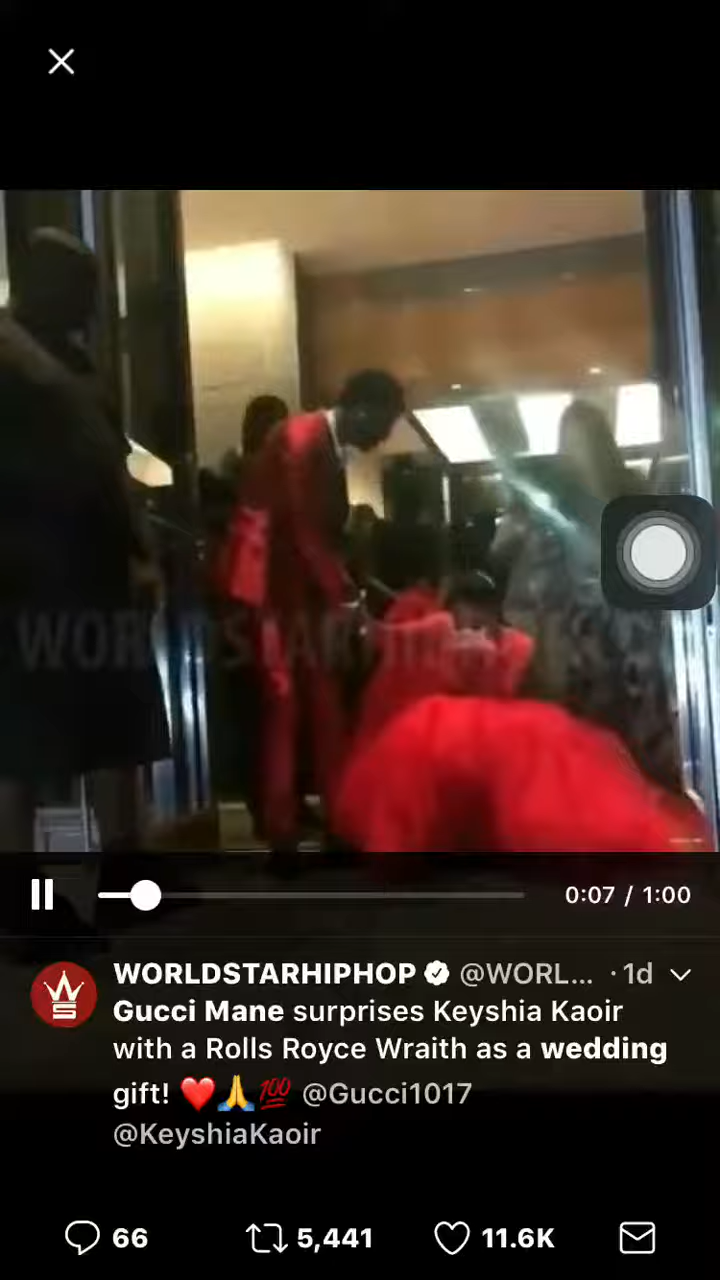 WORLDSTARHIPHOP
0:07 / 1:00
WORLDSTARHIPHOP @WORL... · 1d
Gucci Mane surprises Keyshia Kaoir
with a Rolls Royce Wraith as a wedding
gift! ❤️🙏💯 @Gucci1017
@KeyshiaKaoir
66 5,441 11.6K